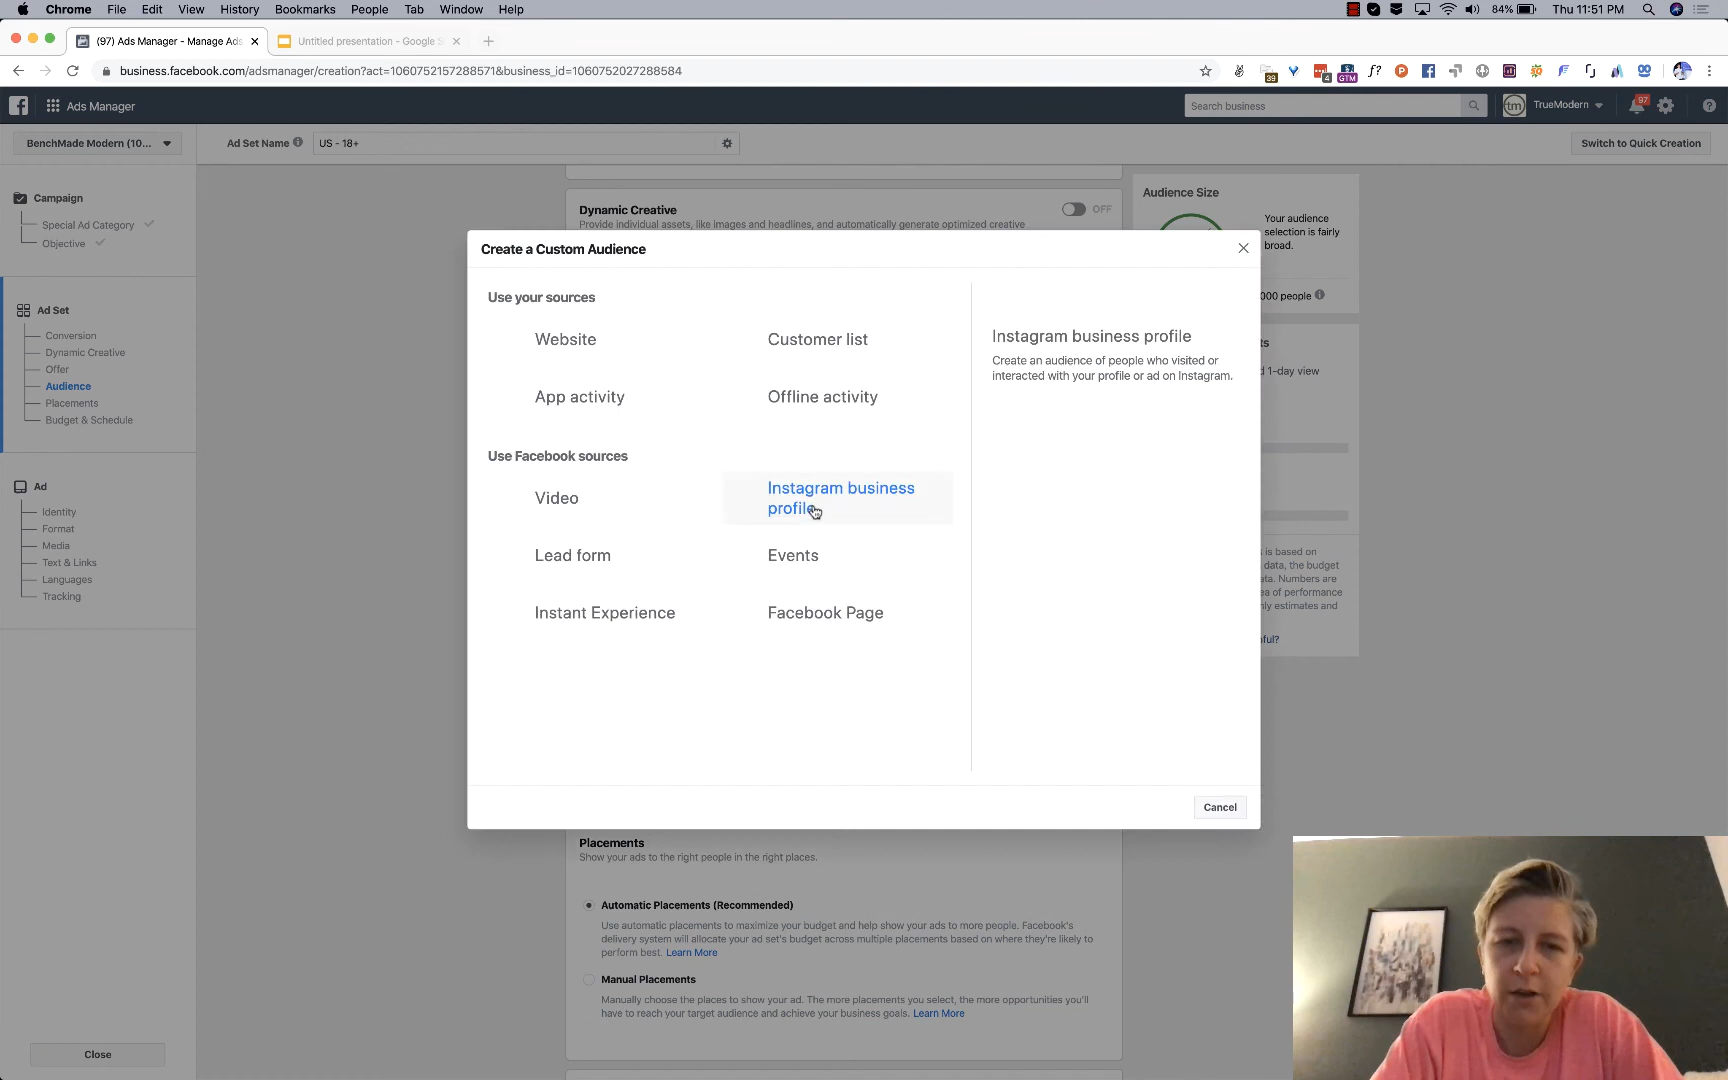 Chrome File Edit View History Bookmarks People Tab Window Help
84% Thu 11:51 PM
(97) Ads Manager - Manage Ads
Untitled presentation - Google S
business.facebook.com/adsmanager/creation?act=1060752157288571&business_id=1060752027288584
39
4
GTM
f?
Ads Manager
Search business
tm
TrueModern
97
BenchMade Modern (10...
Ad Set Name
US - 18+
Switch to Quick Creation
Campaign
Special Ad Category
Objective
Ad Set
Conversion
Dynamic Creative
Offer
Audience
Placements
Budget & Schedule
Ad
Identity
Format
Media
Text & Links
Languages
Tracking
Close
Dynamic Creative
OFF
Provide individual assets, like images and headlines, and automatically generate optimized creative
Audience Size
Your audience
selection is fairly
broad.
000 people
ts
d 1-day view
s is based on
data, the budget
ata. Numbers are
ea of performance
nly estimates and
ful?
Create a Custom Audience
Use your sources
Website
Customer list
App activity
Offline activity
Use Facebook sources
Video
Instagram business
profile
Lead form
Events
Instant Experience
Facebook Page
Instagram business profile
Create an audience of people who visited or
interacted with your profile or ad on Instagram.
Cancel
Placements
Show your ads to the right people in the right places.
Automatic Placements (Recommended)
Use automatic placements to maximize your budget and help show your ads to more people. Facebook's
delivery system will allocate your ad set's budget across multiple placements based on where they're likely to
perform best. Learn More
Manual Placements
Manually choose the places to show your ad. The more placements you select, the more opportunities you'll
have to reach your target audience and achieve your business goals. Learn More